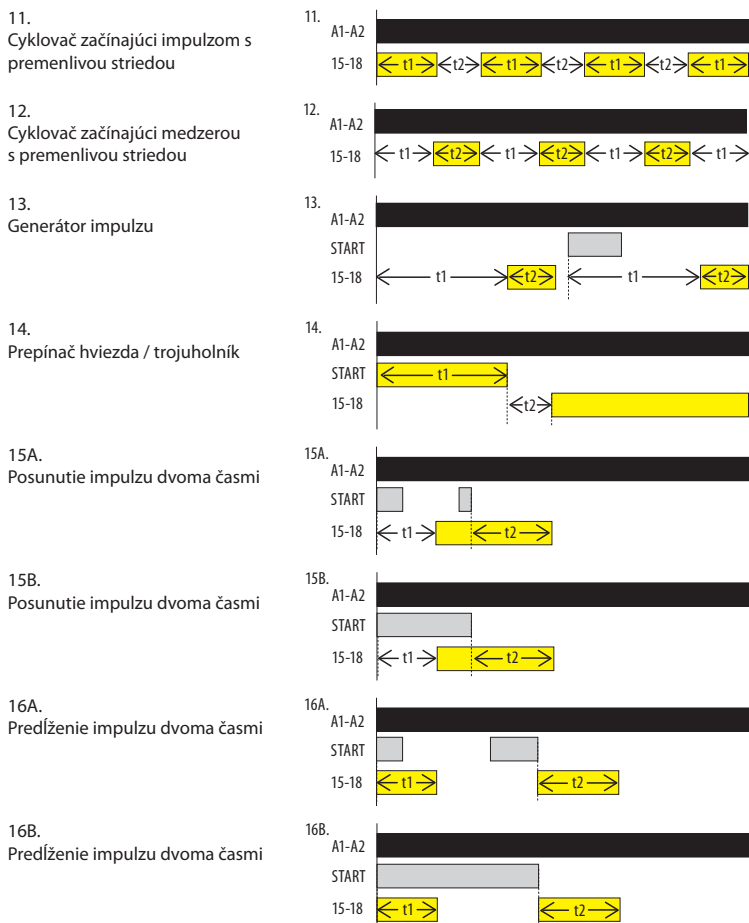 11.
Cyklovač začínajúci impulzom s
premenlivou striedou
11.
A1-A2
15-18
t1 t2 t1 t2 t1 t2 t1
12.
Cyklovač začínajúci medzerou
s premenlivou striedou
12.
A1-A2
15-18
t1 t2 t1 t2 t1 t2 t1
13.
Generátor impulzu
13.
A1-A2
START
15-18
t1 t2 t1 t2
14.
Prepínač hviezda / trojuholník
14.
A1-A2
START
t1
15-18
t2
15A.
Posunutie impulzu dvoma časmi
15A.
A1-A2
START
15-18
t1 t2
15B.
Posunutie impulzu dvoma časmi
15B.
A1-A2
START
15-18
t1 t2
16A.
Predĺženie impulzu dvoma časmi
16A.
A1-A2
START
15-18
t1 t2
16B.
Predĺženie impulzu dvoma časmi
16B.
A1-A2
START
15-18
t1 t2